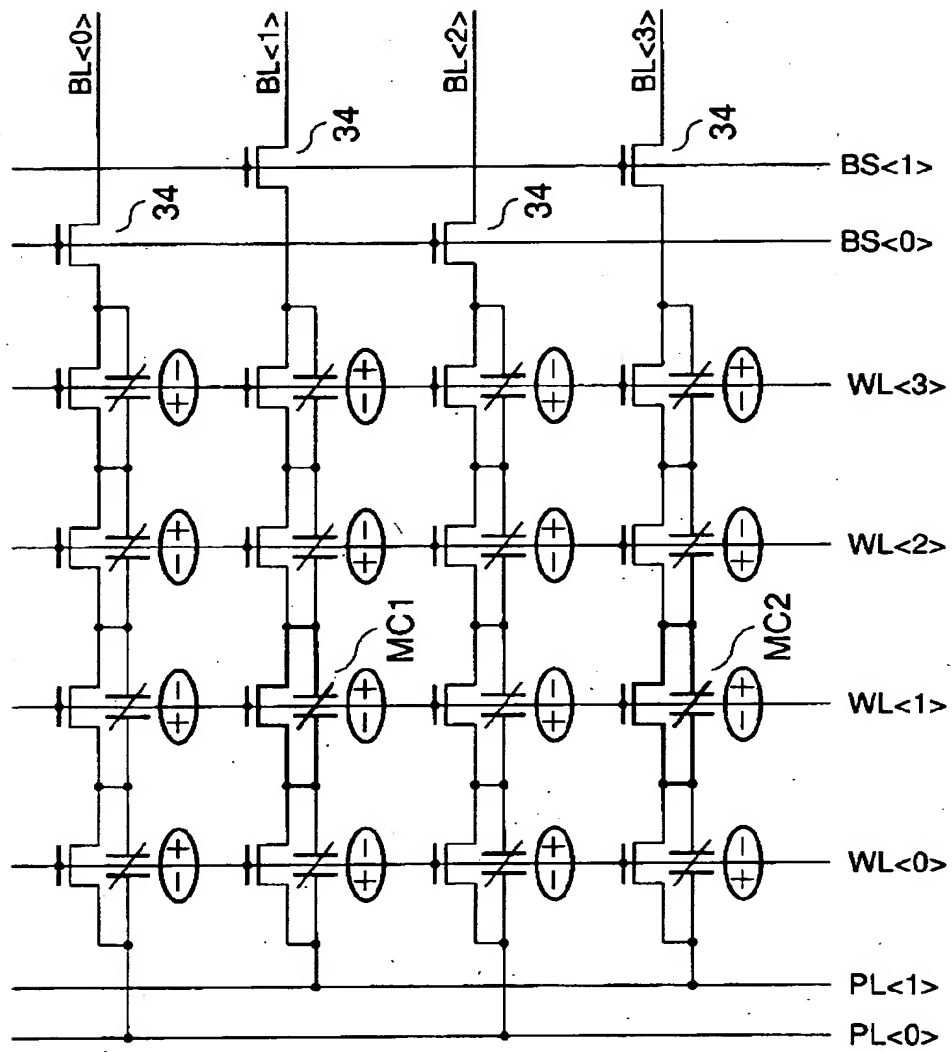 BL<0>
BL<1>
BL<2>
BL<3>
34
34
34
34
BS<1>
BS<0>
− +
+ −
− +
+ −
WL<3>
+ −
− +
+ −
− +
WL<2>
MC1
MC2
− +
+ −
− +
+ −
WL<1>
+ −
− +
+ −
− +
WL<0>
PL<1>
PL<0>